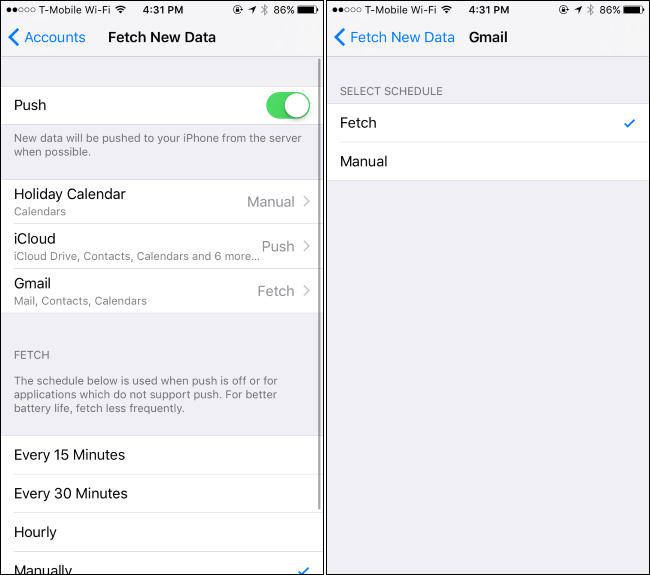 T-Mobile Wi-Fi 4:31 PM 86%
Accounts Fetch New Data
Push
New data will be pushed to your iPhone from the server
when possible.
Holiday Calendar Manual
Calendars
iCloud Push
iCloud Drive, Contacts, Calendars and 6 more...
Gmail Fetch
Mail, Contacts, Calendars
FETCH
The schedule below is used when push is off or for
applications which do not support push. For better
battery life, fetch less frequently.
Every 15 Minutes
Every 30 Minutes
Hourly
Manually
T-Mobile Wi-Fi 4:31 PM 86%
Fetch New Data Gmail
SELECT SCHEDULE
Fetch
Manual